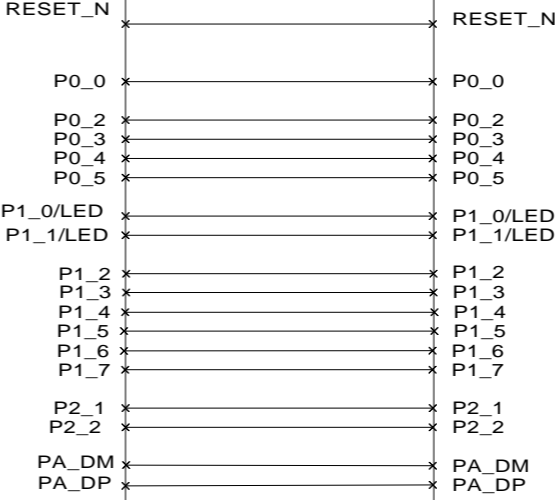 RESET_N RESET_N
P0_0 P0_0
P0_2 P0_2
P0_3 P0_3
P0_4 P0_4
P0_5 P0_5
P1_0/LED P1_0/LED
P1_1/LED P1_1/LED
P1_2 P1_2
P1_3 P1_3
P1_4 P1_4
P1_5 P1_5
P1_6 P1_6
P1_7 P1_7
P2_1 P2_1
P2_2 P2_2
PA_DM PA_DM
PA_DP PA_DP